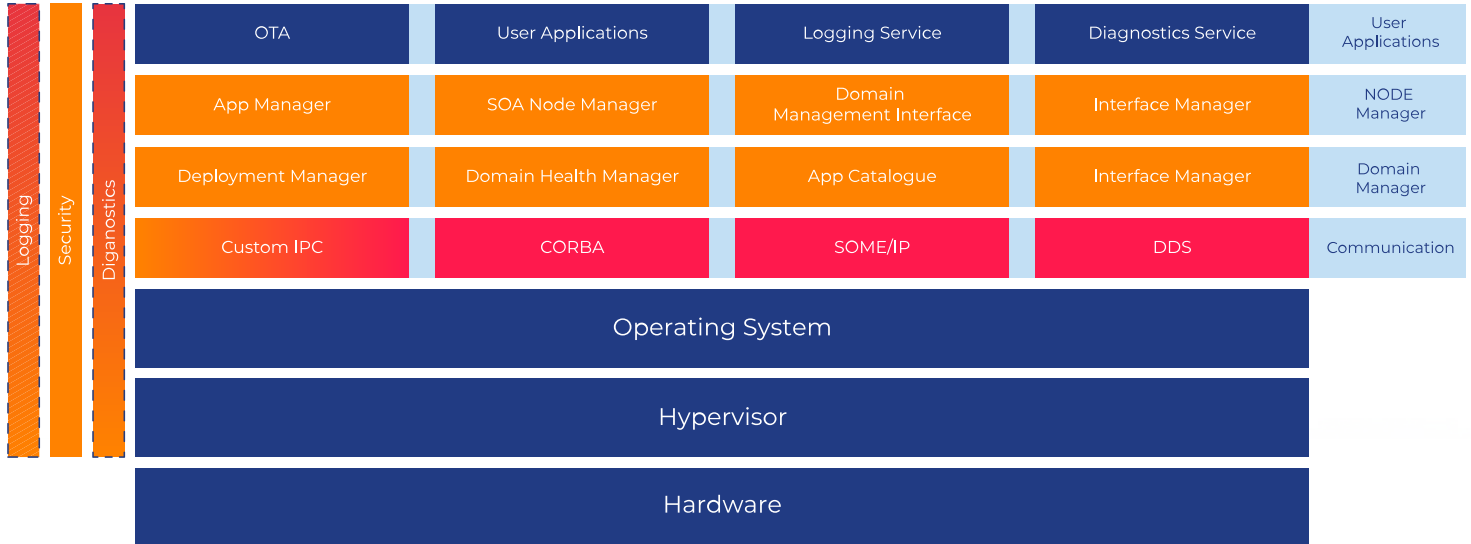 Logging
Security
Diganostics
OTA
User Applications
Logging Service
Diagnostics Service
User
Applications
App Manager
SOA Node Manager
Domain
Management Interface
Interface Manager
NODE
Manager
Deployment Manager
Domain Health Manager
App Catalogue
Interface Manager
Domain
Manager
Custom IPC
CORBA
SOME/IP
DDS
Communication
Operating System
Hypervisor
Hardware